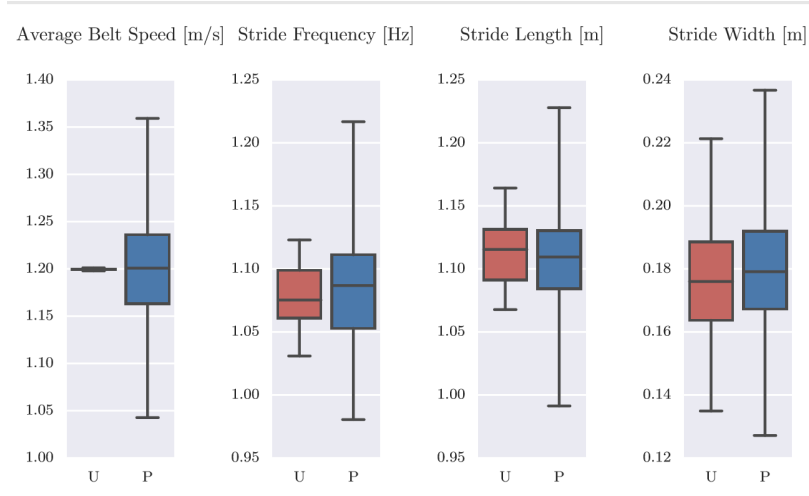 Average Belt Speed [m/s] Stride Frequency [Hz] Stride Length [m] Stride Width [m]
1.40 1.25 1.25 0.24
1.35
1.20 1.20 0.22
1.30
1.15 1.15 0.20
1.25
1.20 1.10 1.10 0.18
1.15
1.05 1.05 0.16
1.10
1.00 1.00 0.14
1.05
1.00 0.95 0.95 0.12
U P U P U P U P